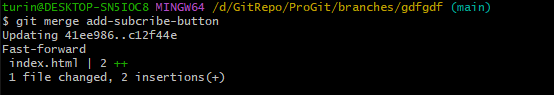 turin@DESKTOP-SN5IOC8 MINGW64 /d/GitRepo/ProGit/branches/gdfgdf (main)
$ git merge add-subcribe-button
Updating 41ee986..c12f44e
Fast-forward
 index.html | 2 ++
 1 file changed, 2 insertions(+)